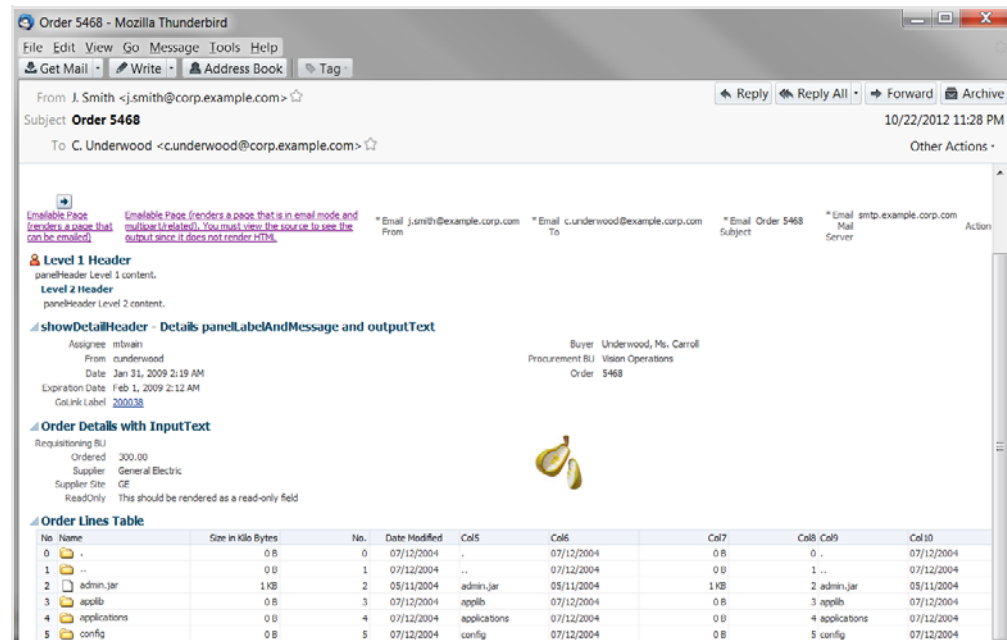 Order 5468 - Mozilla Thunderbird
File Edit View Go Message Tools Help
Get Mail Write Address Book Tag
From J. Smith <j.smith@corp.example.com>
Reply Reply All Forward Archive
Subject Order 5468
10/22/2012 11:28 PM
To C. Underwood <c.underwood@corp.example.com>
Other Actions
Emailable Page (renders a page that can be emailed)
Emailable Page (renders a page that is in email mode and multipart/related). You must view the source to see the output since it does not render HTML.
* Email From j.smith@example.corp.com
* Email To c.underwood@example.corp.com
* Email Subject Order 5468
* Email Mail Server smtp.example.corp.com
Action
Level 1 Header
panelHeader Level 1 content.
Level 2 Header
panelHeader Level 2 content.
showDetailHeader - Details panelLabelAndMessage and outputText
Assignee mtwain
Buyer Underwood, Ms. Carroll
From cunderwood
Procurement BU Vision Operations
Date Jan 31, 2009 2:19 AM
Order 5468
Expiration Date Feb 1, 2009 2:12 AM
GoLink Label 200038
Order Details with InputText
Requisitioning BU
Ordered 300.00
Supplier General Electric
Supplier Site GE
ReadOnly This should be rendered as a read-only field
Order Lines Table
No Name Size in Kilo Bytes No. Date Modified Col5 Col6 Col7 Col8 Col9 Col10
0 . 0 B 0 07/12/2004 . 07/12/2004 0 B 0 . 07/12/2004
1 .. 0 B 1 07/12/2004 .. 07/12/2004 0 B 1 .. 07/12/2004
2 admin.jar 1 KB 2 05/11/2004 admin.jar 05/11/2004 1 KB 2 admin.jar 05/11/2004
3 applib 0 B 3 07/12/2004 applib 07/12/2004 0 B 3 applib 07/12/2004
4 applications 0 B 4 07/12/2004 applications 07/12/2004 0 B 4 applications 07/12/2004
5 config 0 B 5 07/12/2004 config 07/12/2004 0 B 5 config 07/12/2004